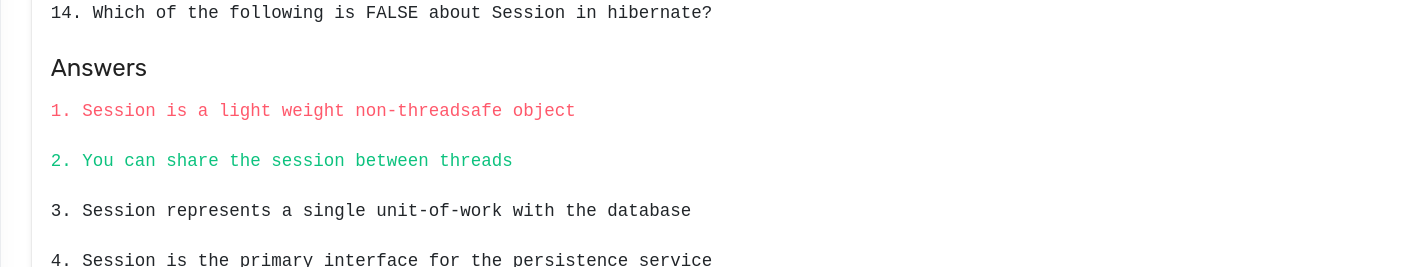 14. Which of the following is FALSE about Session in hibernate?
Answers
1. Session is a light weight non-threadsafe object
2. You can share the session between threads
3. Session represents a single unit-of-work with the database
4. Session is the primary interface for the persistence service